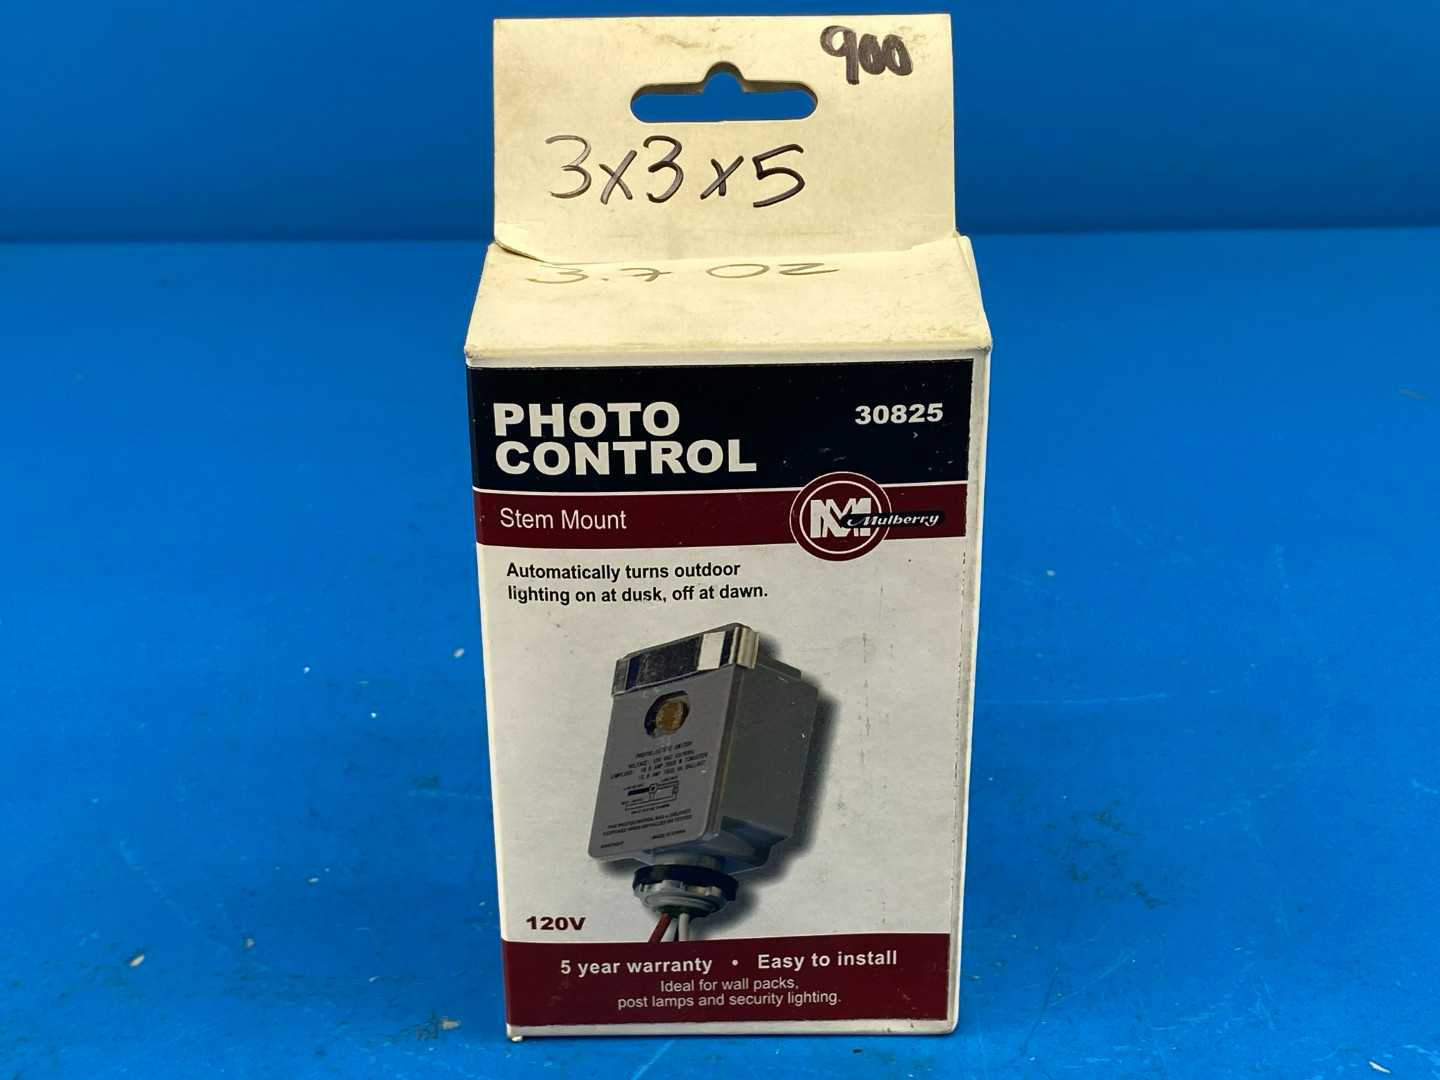 900
3x3x5
3.7 OZ
PHOTO
CONTROL
30825
Stem Mount
Mulberry
Automatically turns outdoor
lighting on at dusk, off at dawn.
120V
5 year warranty • Easy to install
Ideal for wall packs,
post lamps and security lighting.